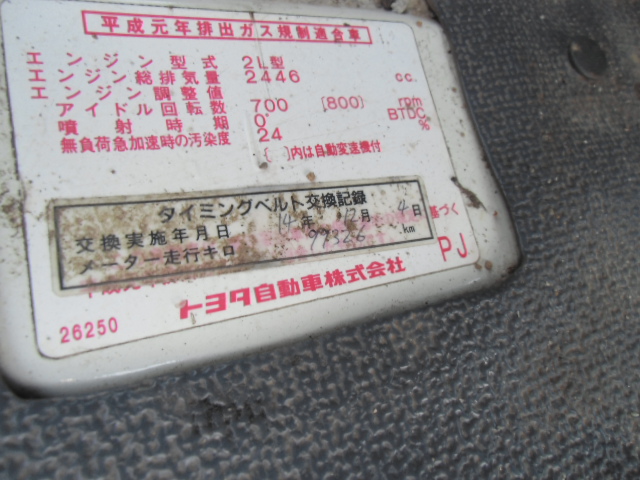 平成元年排出ガス規制適合車
エンジン型式 2L型
エンジン総排気量 2446 cc.
エンジン調整値
アイドル回転数 700 〔800〕 rpm
噴射時期 0° BTDC
無負荷急加速時の汚染度 24 %
〔 〕内は自動変速機付
タイミングベルト交換記録
交換実施年月日 14年 12月 4日
メーター走行キロ 99326 km
基づく
PJ
トヨタ自動車株式会社
26250